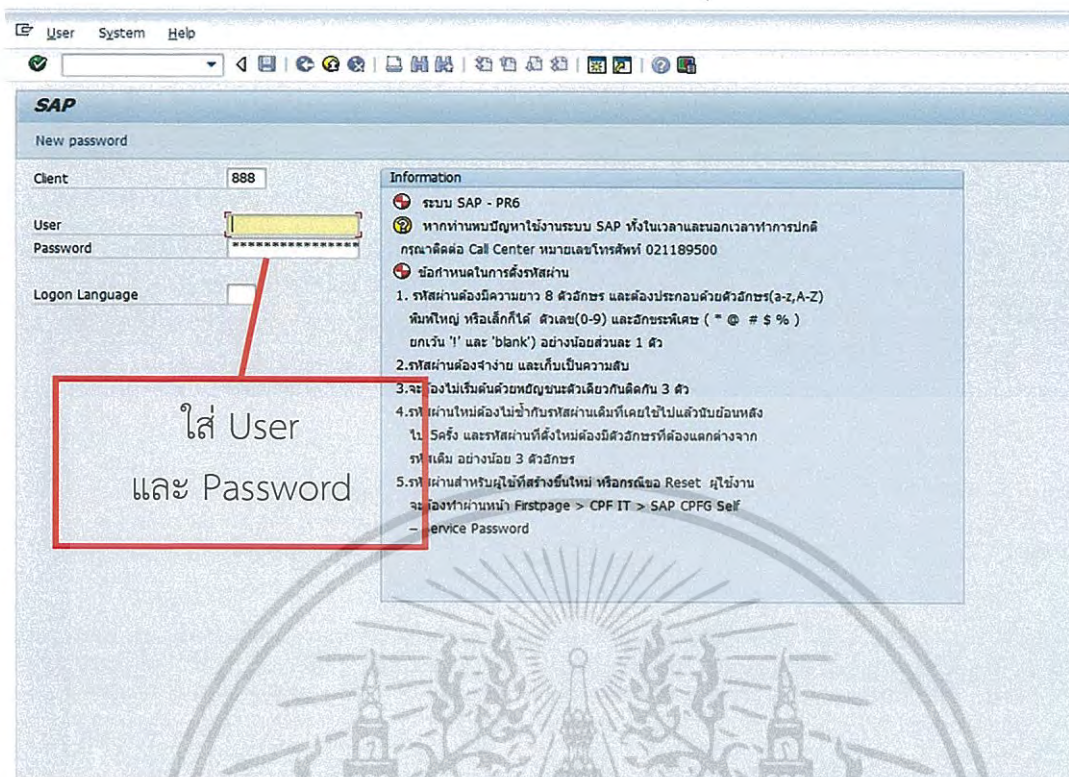 User System Help
SAP
New password
Client 888
User
Password ***************
Logon Language
Information
ระบบ SAP - PR6
หากท่านพบปัญหาใช้งานระบบ SAP ทั้งในเวลาและนอกเวลาทำการปกติ
กรุณาติดต่อ Call Center หมายเลขโทรศัพท์ 021189500
ข้อกำหนดในการตั้งรหัสผ่าน
1. รหัสผ่านต้องมีความยาว 8 ตัวอักษร และต้องประกอบด้วยตัวอักษร(a-z,A-Z)
พิมพ์ใหญ่ หรือเล็กก็ได้ ตัวเลข(0-9) และอักขระพิเศษ ( * @ # $ % )
ยกเว้น '!' และ 'blank') อย่างน้อยส่วนละ 1 ตัว
2.รหัสผ่านต้องจำง่าย และเก็บเป็นความลับ
3.จะต้องไม่เริ่มต้นด้วยพยัญชนะตัวเดียวกันติดกัน 3 ตัว
4.รหัสผ่านใหม่ต้องไม่ซ้ำกับรหัสผ่านเดิมที่เคยใช้ไปแล้วนับย้อนหลัง
ไป 5ครั้ง และรหัสผ่านที่ตั้งใหม่ต้องมีตัวอักษรที่ต้องแตกต่างจาก
รหัสเดิม อย่างน้อย 3 ตัวอักษร
5.รหัสผ่านสำหรับผู้ใช้ที่สร้างขึ้นใหม่ หรือกรณีขอ Reset ผู้ใช้งาน
จะต้องทำผ่านหน้า Firstpage > CPF IT > SAP CPFG Self
– Service Password
ใส่ User
และ Password